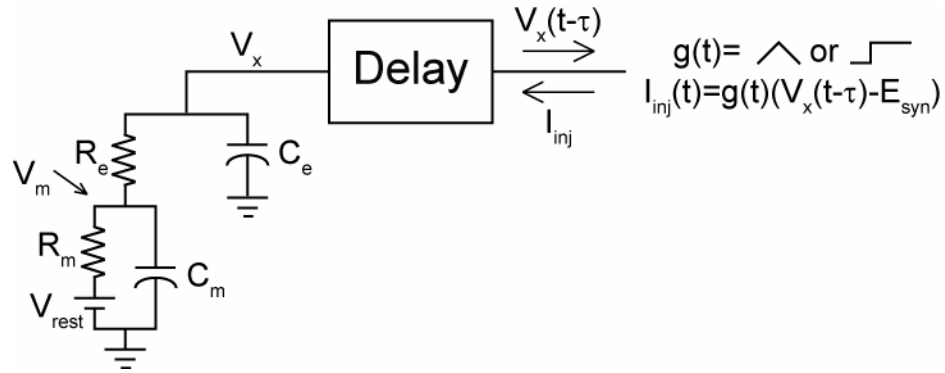 V_x(t-τ)
V_x
Delay
g(t)= or
I_inj(t)=g(t)(V_x(t-τ)-E_syn)
I_inj
R_e
C_e
V_m
R_m
C_m
V_rest